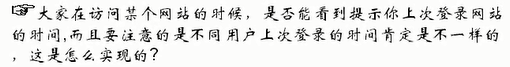 ☞大家在访问某个网站的时候，是否能看到提示你上次登录网站
的时间,而且要注意的是不同用户上次登录的时间肯定是不一样的
，这是怎么实现的？